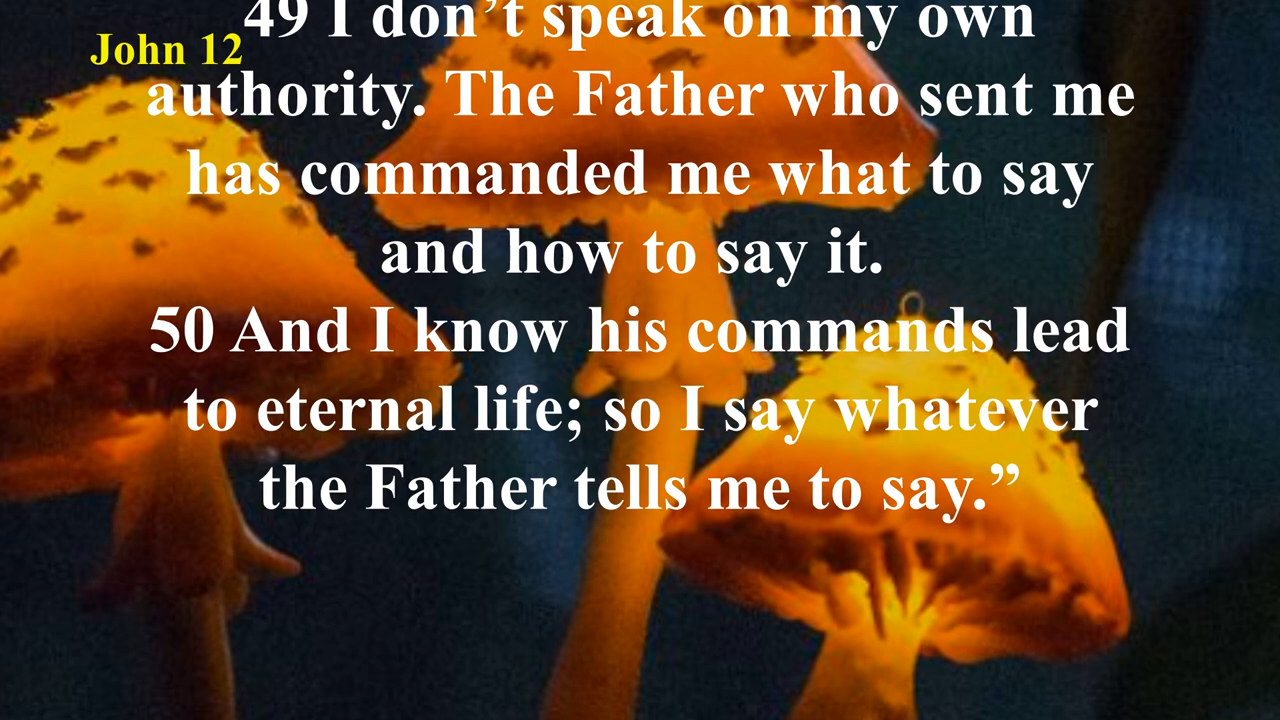 John 12
49 I don’t speak on my own
authority. The Father who sent me
has commanded me what to say
and how to say it.
50 And I know his commands lead
to eternal life; so I say whatever
the Father tells me to say.”